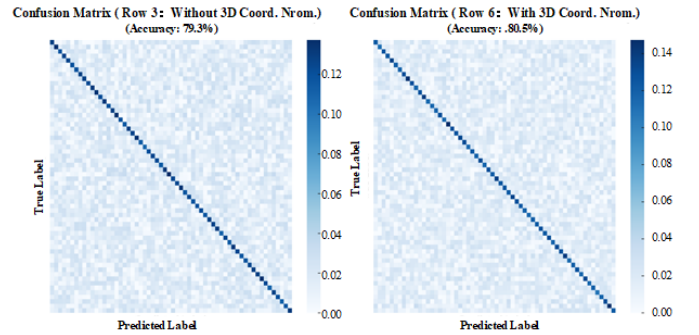 Confusion Matrix ( Row 3: Without 3D Coord. Nrom.)
(Accuracy: 79.3%)
True Label
0.12
0.10
0.08
0.06
0.04
0.02
0.00
Predicted Label
Confusion Matrix ( Row 6: With 3D Coord. Nrom.)
(Accuracy: .80.5%)
True Label
0.14
0.12
0.10
0.08
0.06
0.04
0.02
0.00
Predicted Label